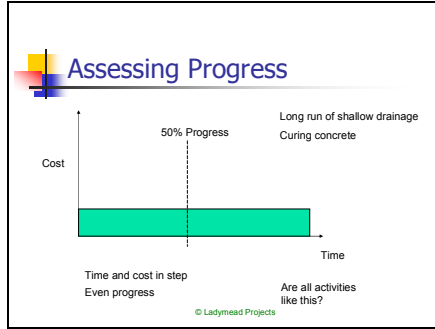 Assessing Progress
Long run of shallow drainage
50% Progress
Curing concrete
Cost
Time
Time and cost in step
Even progress
Are all activities
like this?
© Ladymead Projects